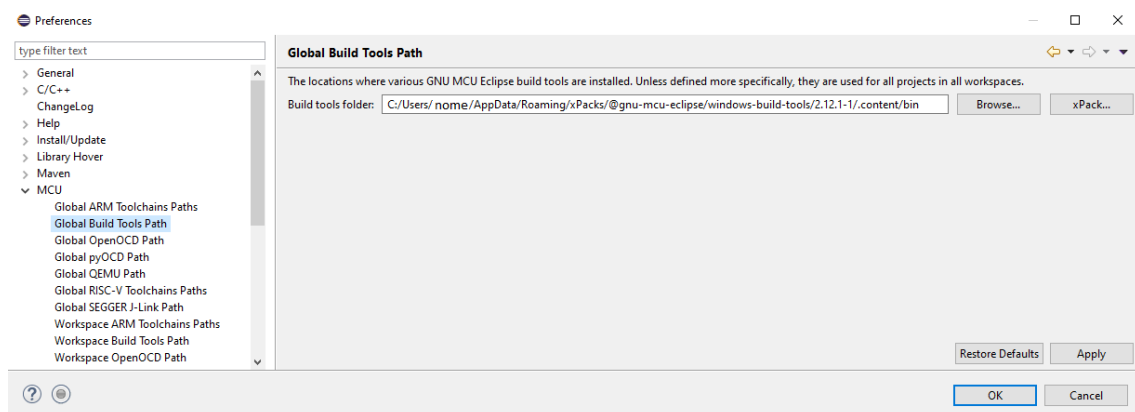 Preferences
type filter text
General
C/C++
ChangeLog
Help
Install/Update
Library Hover
Maven
MCU
Global ARM Toolchains Paths
Global Build Tools Path
Global OpenOCD Path
Global pyOCD Path
Global QEMU Path
Global RISC-V Toolchains Paths
Global SEGGER J-Link Path
Workspace ARM Toolchains Paths
Workspace Build Tools Path
Workspace OpenOCD Path
Global Build Tools Path
The locations where various GNU MCU Eclipse build tools are installed. Unless defined more specifically, they are used for all projects in all workspaces.
Build tools folder: C:/Users/nome/AppData/Roaming/xPacks/@gnu-mcu-eclipse/windows-build-tools/2.12.1-1/.content/bin Browse... xPack...
Restore Defaults Apply
OK Cancel